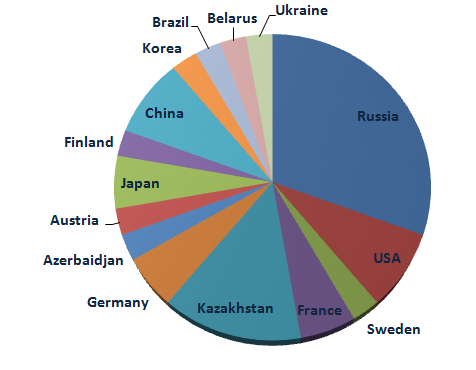 Ukraine
Belarus
Brazil
Korea
China
Russia
Finland
Japan
Austria
USA
Azerbaidjan
Germany
Kazakhstan
France
Sweden